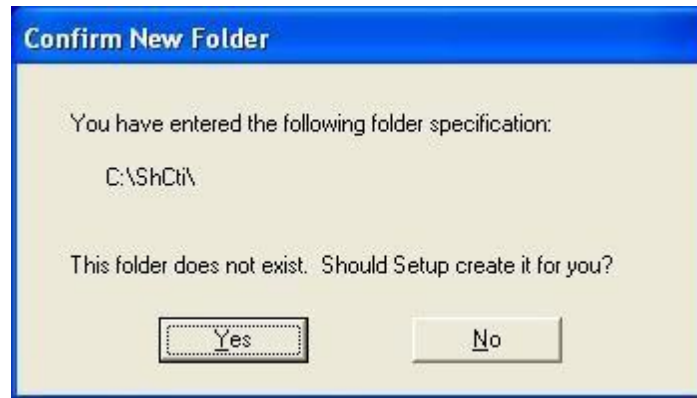 Confirm New Folder
You have entered the following folder specification:
C:\ShCti\
This folder does not exist.  Should Setup create it for you?
Yes
No